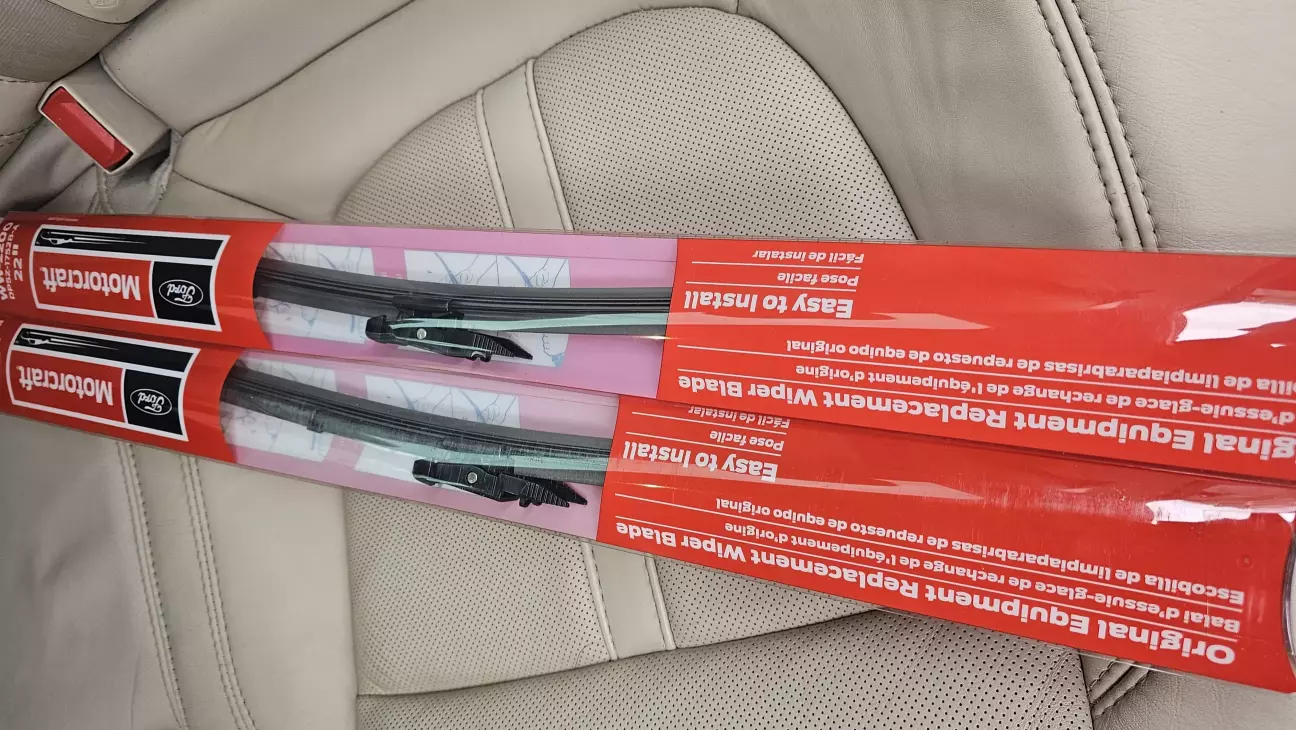 Original Equipment Replacement Wiper Blade
Balai d'essuie-glace de rechange de l'équipement d'origine
Escobilla de limpiaparabrisas de repuesto de equipo original
Easy to Install
Pose facile
Fácil de Instalar
Ford
Motorcraft
ginal Equipment Replacement Wiper Blade
d'essuie-glace de rechange de l'équipement d'origine
billa de limpiaparabrisas de repuesto de equipo original
Easy to Install
Pose facile
Fácil de Instalar
Ford
Motorcraft
22"